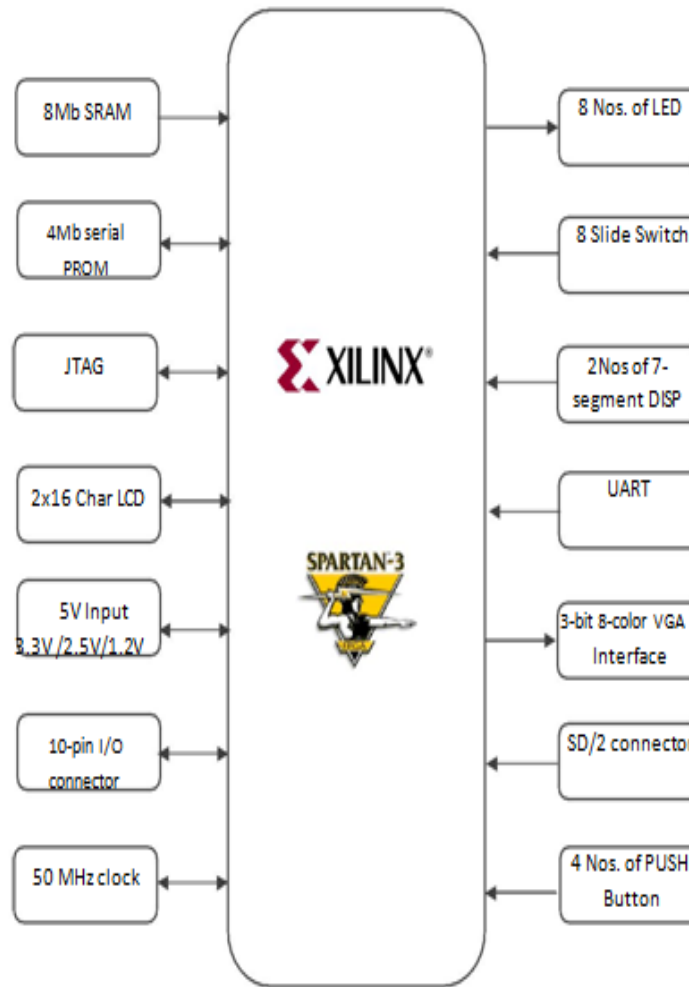 8Mb SRAM
4Mb serial
PROM
JTAG
2x16 Char LCD
5V Input
3.3V/2.5V/1.2V
10-pin I/O
connector
50 MHz clock
XILINX®
SPARTAN-3
8 Nos. of LED
8 Slide Switch
2Nos of 7-
segment DISP
UART
3-bit 8-color VGA
Interface
SD/2 connector
4 Nos. of PUSH
Button